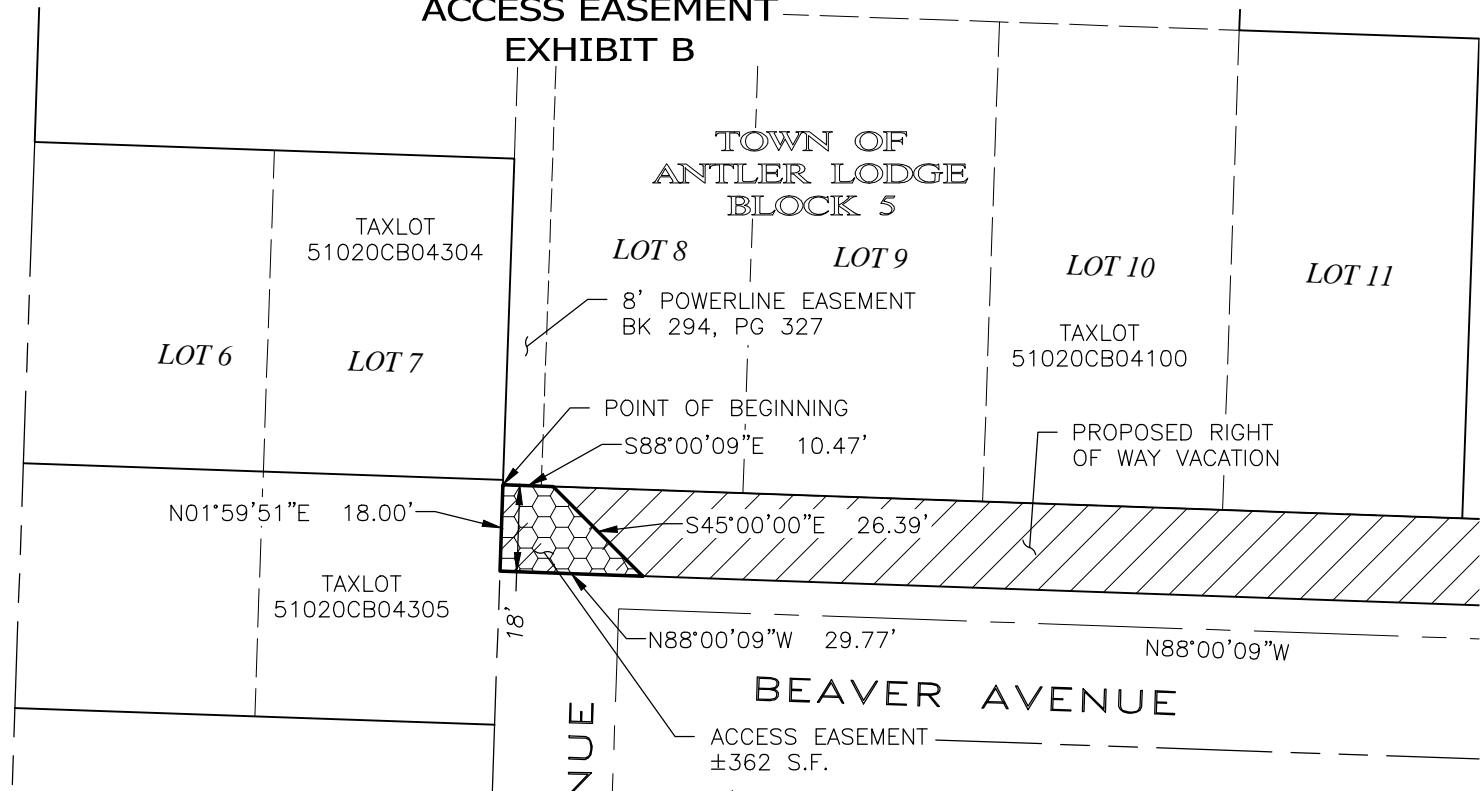 ACCESS EASEMENT
EXHIBIT B
TOWN OF
ANTLER LODGE
BLOCK 5
TAXLOT
51020CB04304
LOT 8
LOT 9
LOT 10
LOT 11
8' POWERLINE EASEMENT
BK 294, PG 327
TAXLOT
51020CB04100
LOT 6
LOT 7
POINT OF BEGINNING
S88°00'09"E 10.47'
PROPOSED RIGHT
OF WAY VACATION
N01°59'51"E 18.00'
S45°00'00"E 26.39'
TAXLOT
51020CB04305
18'
N88°00'09"W 29.77'
N88°00'09"W
BEAVER AVENUE
NUE
ACCESS EASEMENT
±362 S.F.